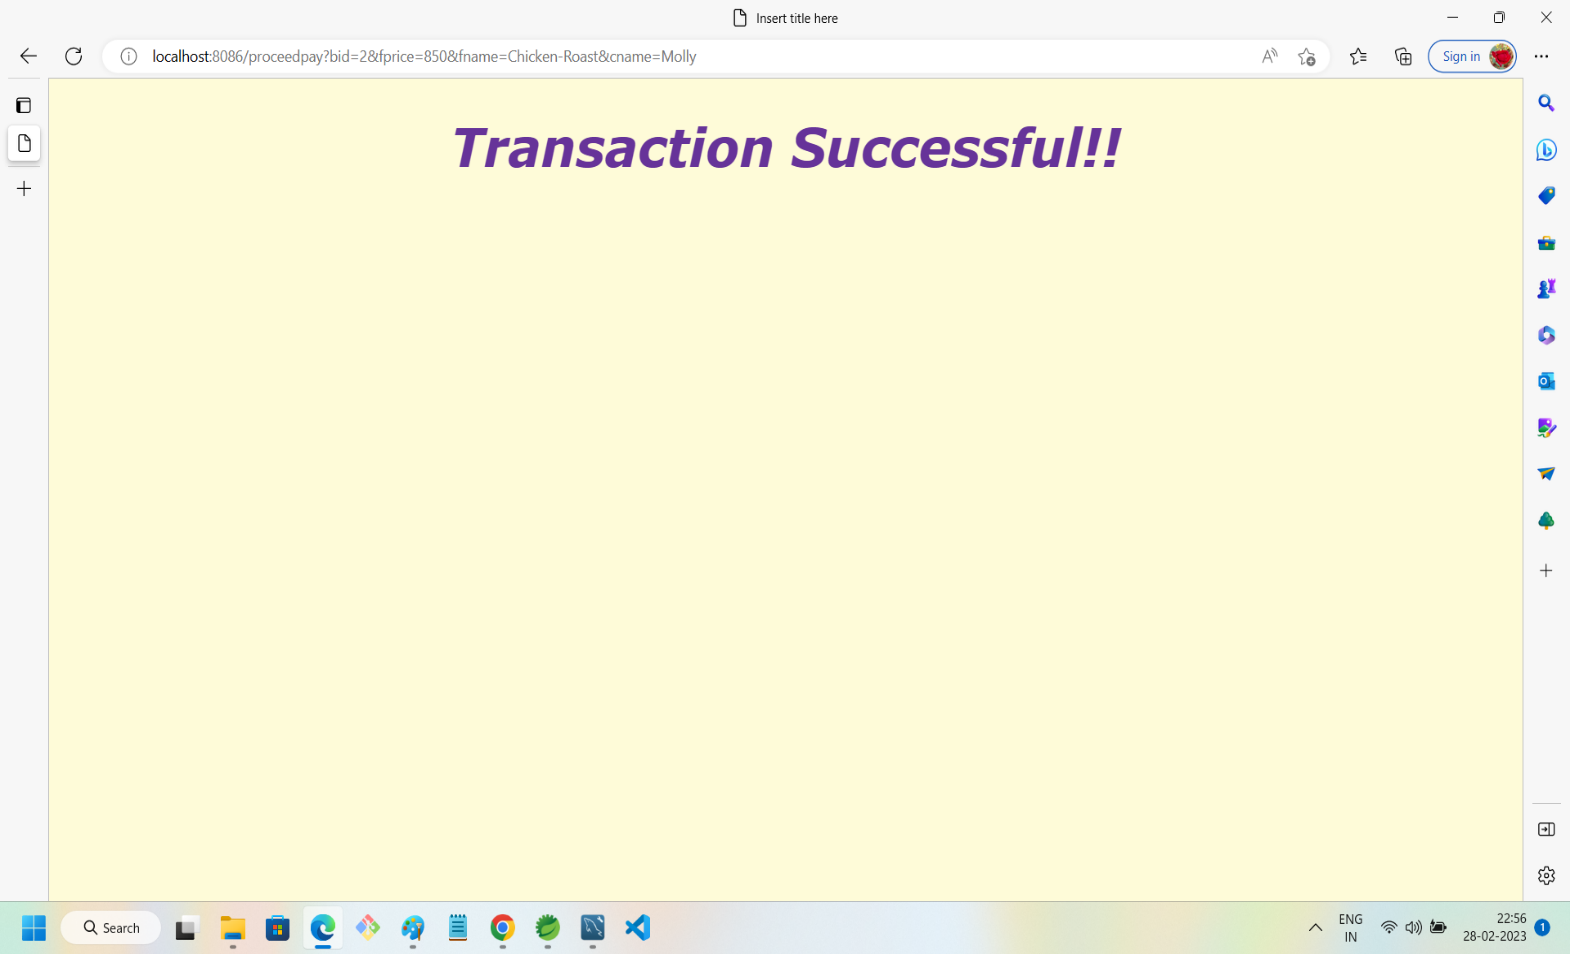 Insert title here
localhost:8086/proceedpay?bid=2&fprice=850&fname=Chicken-Roast&cname=Molly
Sign in
Transaction Successful!!
Search
ENG
IN
22:56
28-02-2023
1